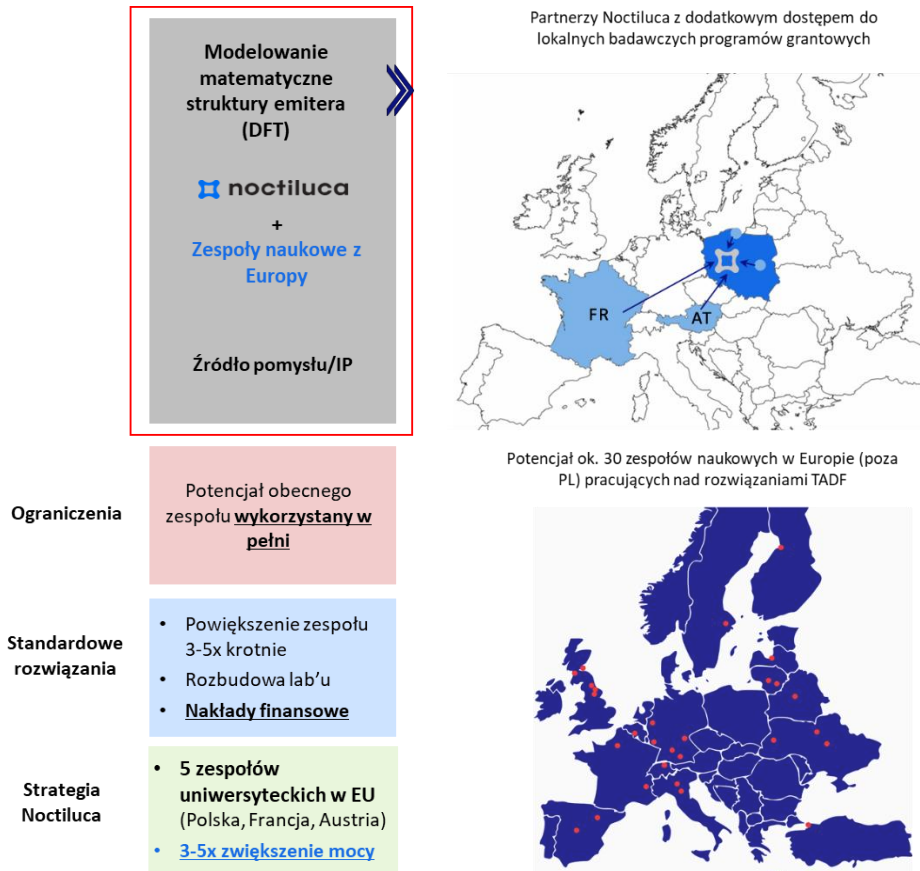 Modelowanie
matematyczne
struktury emitera
(DFT)
noctiluca
+
Zespoły naukowe z
Europy
Źródło pomysłu/IP
Partnerzy Noctiluca z dodatkowym dostępem do
lokalnych badawczych programów grantowych
FR
AT
Ograniczenia
Potencjał obecnego
zespołu wykorzystany w
pełni
Standardowe
rozwiązania
• Powiększenie zespołu
3-5x krotnie
• Rozbudowa lab'u
• Nakłady finansowe
Strategia
Noctiluca
• 5 zespołów
uniwersyteckich w EU
(Polska, Francja, Austria)
• 3-5x zwiększenie mocy
Potencjał ok. 30 zespołów naukowych w Europie (poza
PL) pracujących nad rozwiązaniami TADF